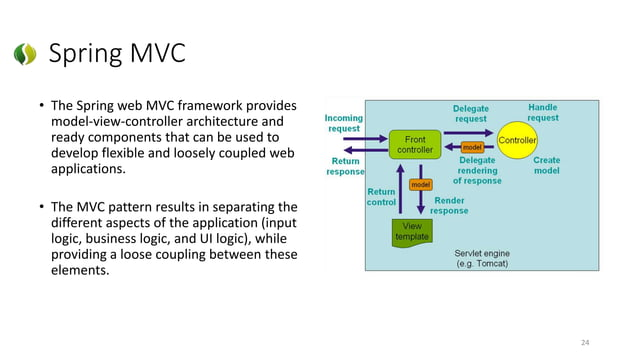 Spring MVC
• The Spring web MVC framework provides
model-view-controller architecture and
ready components that can be used to
develop flexible and loosely coupled web
applications.
• The MVC pattern results in separating the
different aspects of the application (input
logic, business logic, and UI logic), while
providing a loose coupling between these
elements.
Incoming
request
Return
response
Front
controller
Delegate
request
Handle
request
Controller
model
Delegate
rendering
of response
Create
model
Return
control
model
Render
response
View
template
Servlet engine
(e.g. Tomcat)
24